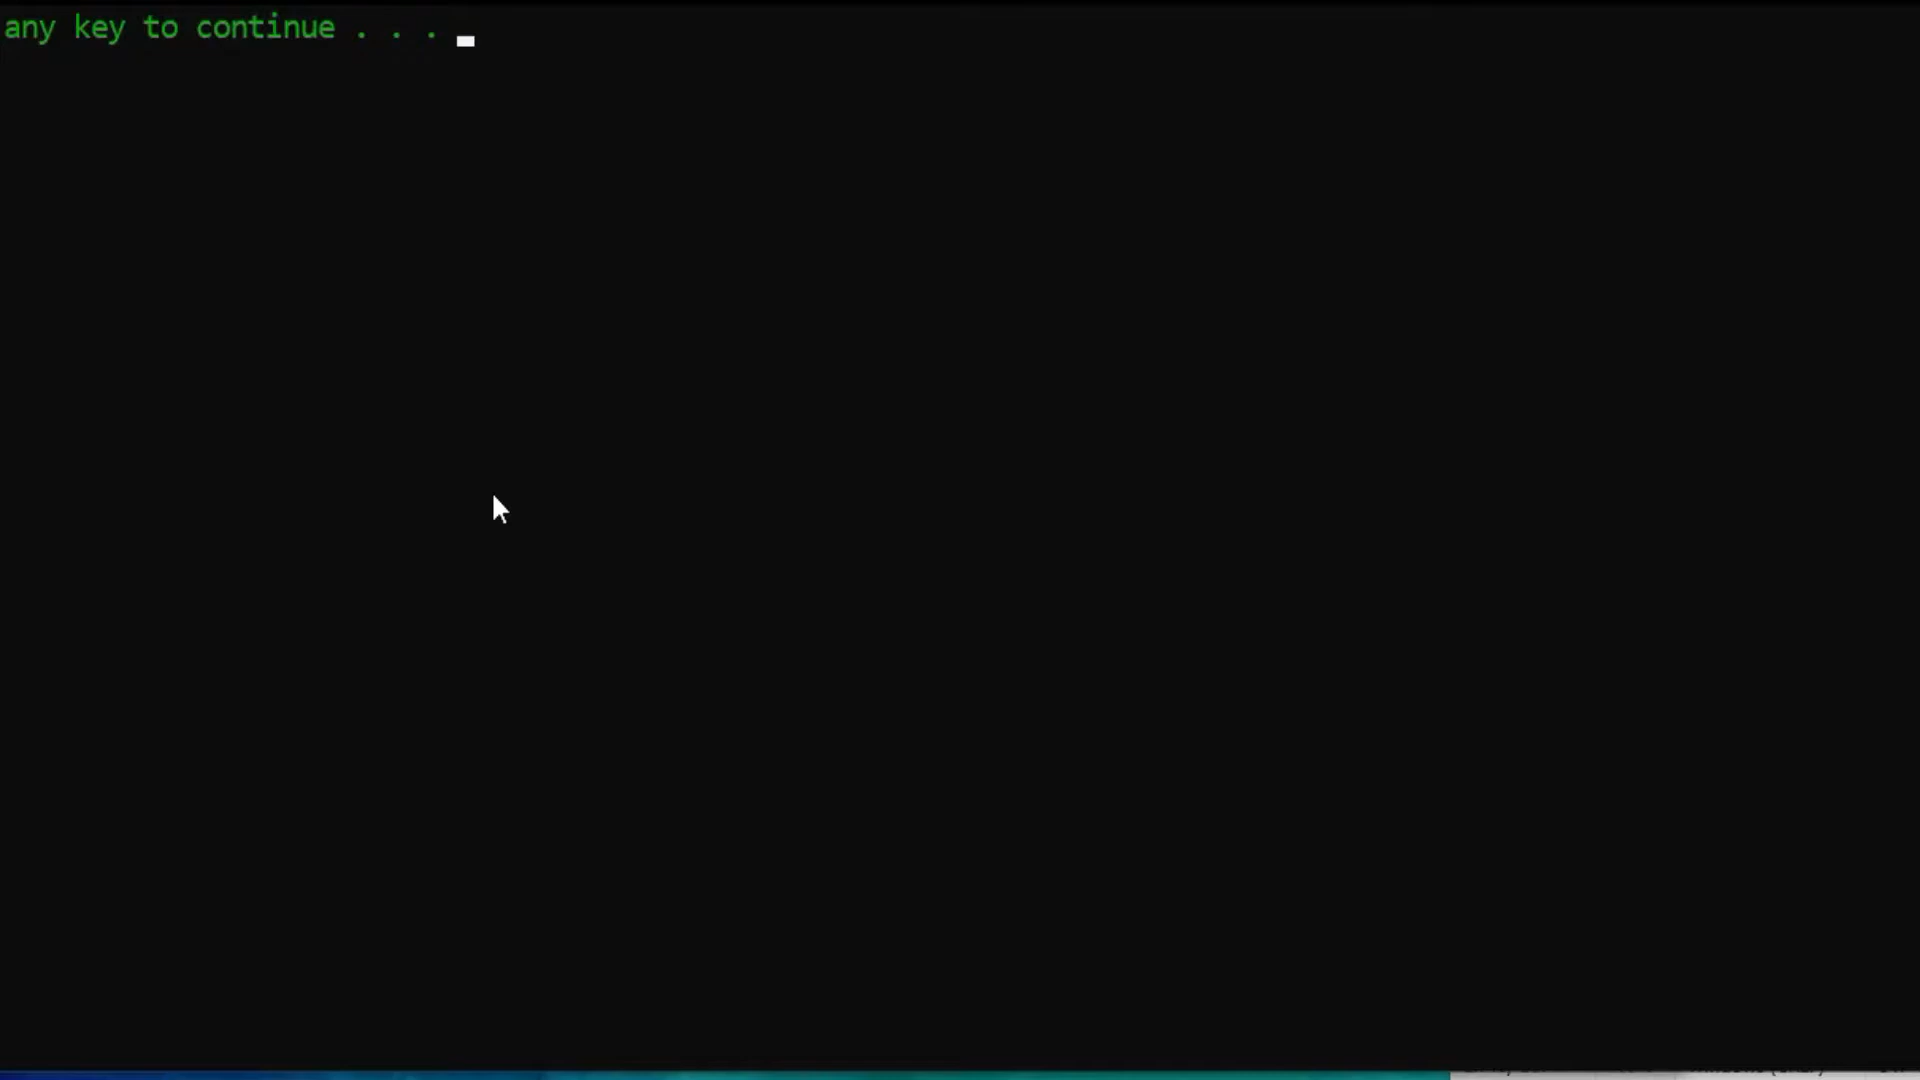 any key to continue . . .